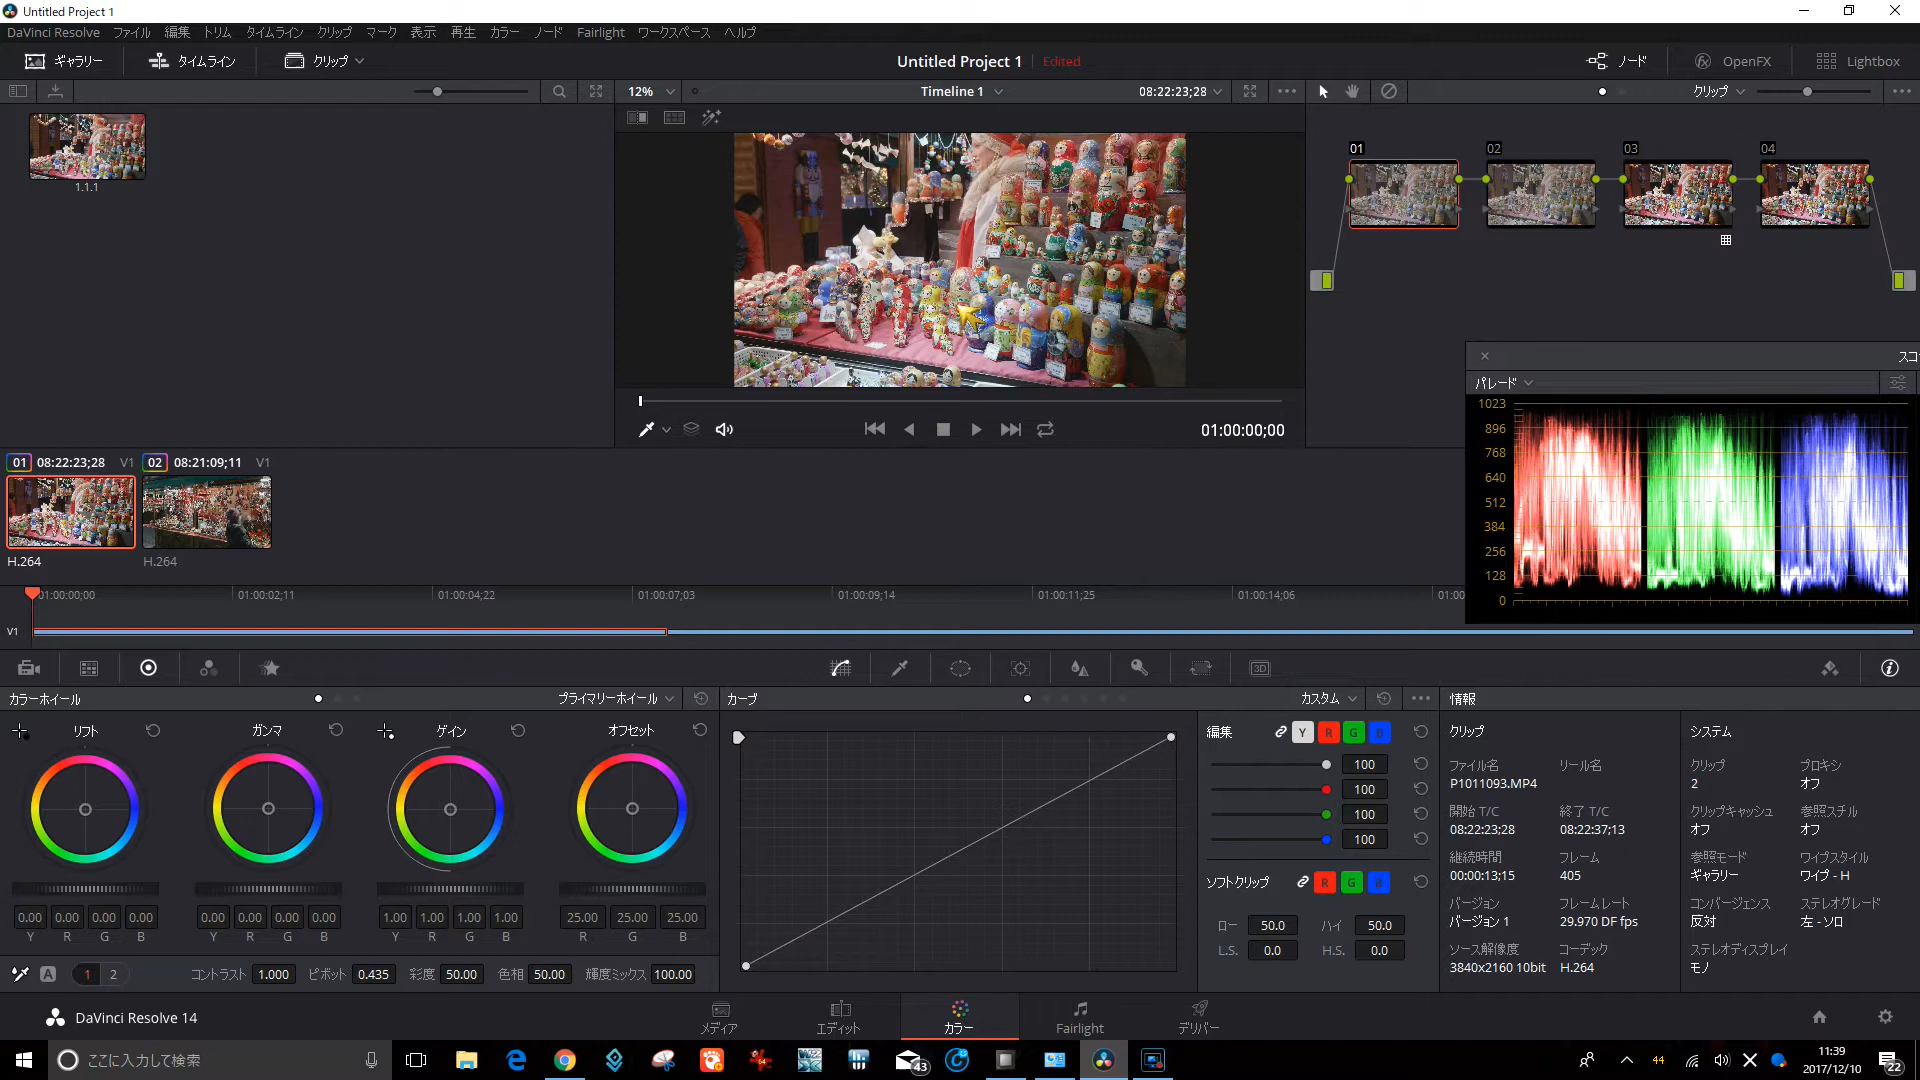 Untitled Project 1
DaVinci Resolve ファイル 編集 トリム タイムライン クリップ マーク 表示 再生 カラー ノード Fairlight ワークスペース ヘルプ
ギャラリー タイムライン クリップ Untitled Project 1 Edited ノード OpenFX Lightbox
12% Timeline 1 08:22:23;28 クリップ
01 02 03 04
1.1.1
スコ
パレード
1023
896
768
640
512
384
256
128
0
01:00:00;00
01 08:22:23;28 V1 02 08:21:09;11 V1
H.264 H.264
01:00:00;00 01:00:02;11 01:00:04;22 01:00:07;03 01:00:09;14 01:00:11;25 01:00:14;06 01:00
V1
3D
カラーホイール プライマリーホイール カーブ カスタム 情報
リフト ガンマ ゲイン オフセット
0.00 0.00 0.00 0.00 0.00 0.00 0.00 0.00 1.00 1.00 1.00 1.00 25.00 25.00 25.00
Y R G B Y R G B Y R G B R G B
A 1 2 コントラスト 1.000 ピボット 0.435 彩度 50.00 色相 50.00 輝度ミックス 100.00
編集 Y R G B
100
100
100
100
ソフトクリップ R G B
ロー 50.0 ハイ 50.0
L.S. 0.0 H.S. 0.0
クリップ
ファイル名 リール名
P1011093.MP4
開始 T/C 終了 T/C
08:22:23;28 08:22:37;13
継続時間 フレーム
00:00:13;15 405
バージョン フレームレート
バージョン 1 29.970 DF fps
ソース解像度 コーデック
3840x2160 10bit H.264
システム
クリップ プロキシ
2 オフ
クリップキャッシュ 参照スチル
オフ オフ
参照モード ワイプスタイル
ギャラリー ワイプ - H
コンバージェンス ステレオグレード
反対 左 - ソロ
ステレオディスプレイ
モノ
DaVinci Resolve 14 メディア エディット カラー Fairlight デリバー
ここに入力して検索 43 44 11:39
2017/12/10 22